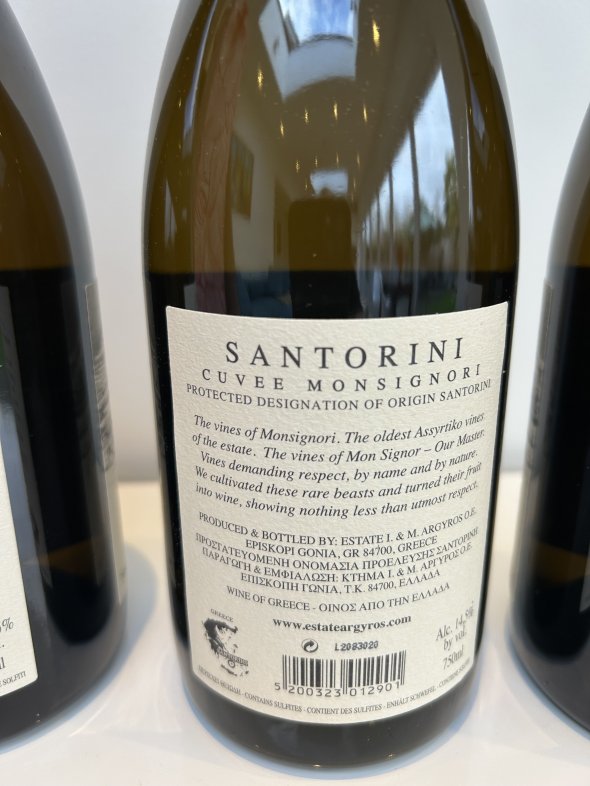 SANTORINI
CUVEE MONSIGNORI
PROTECTED DESIGNATION OF ORIGIN SANTORINI
The vines of Monsignori. The oldest Assyrtiko vines
of the estate. The vines of Mon Signor – Our Master.
Vines demanding respect, by name and by nature.
We cultivated these rare beasts and turned their fruit
into wine, showing nothing less than utmost respect.
PRODUCED & BOTTLED BY: ESTATE I. & M. ARGYROS O.E.
EPISKOPI GONIA, GR 84700, GREECE
ΠΡΟΣΤΑΤΕΥΟΜΕΝΗ ΟΝΟΜΑΣΙΑ ΠΡΟΕΛΕΥΣΗΣ ΣΑΝΤΟΡΙΝΗ
ΠΑΡΑΓΩΓΗ & ΕΜΦΙΑΛΩΣΗ: ΚΤΗΜΑ Ι. & Μ. ΑΡΓΥΡΟΣ Ο.Ε.
ΕΠΙΣΚΟΠΗ ΓΩΝΙΑ, Τ.Κ. 84700, ΕΛΛΑΔΑ
WINE OF GREECE - ΟΙΝΟΣ ΑΠΟ ΤΗΝ ΕΛΛΑΔΑ
www.estateargyros.com
GREECE
L2083020
Alc. 14,5%
by vol.
750ml
5 200323 012901
- CONTAINS SULFITES - CONTIENT DES SULFITES - ENHÄLT SCHWEFEL -
%